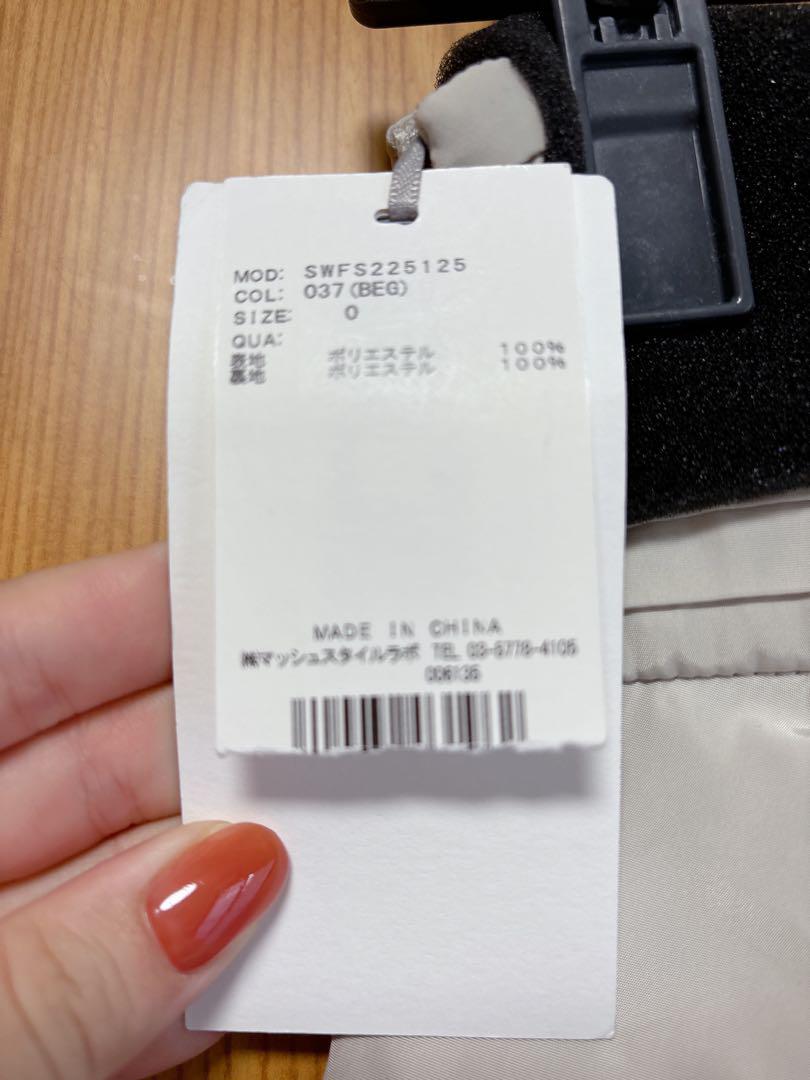 MOD: SWFS225125
COL: 037(BEG)
SIZE: 0
QUA:
表地 ポリエステル 100%
裏地 ポリエステル 100%
MADE IN CHINA
㈱マッシュスタイルラボ TEL 03-5778-4105
006135